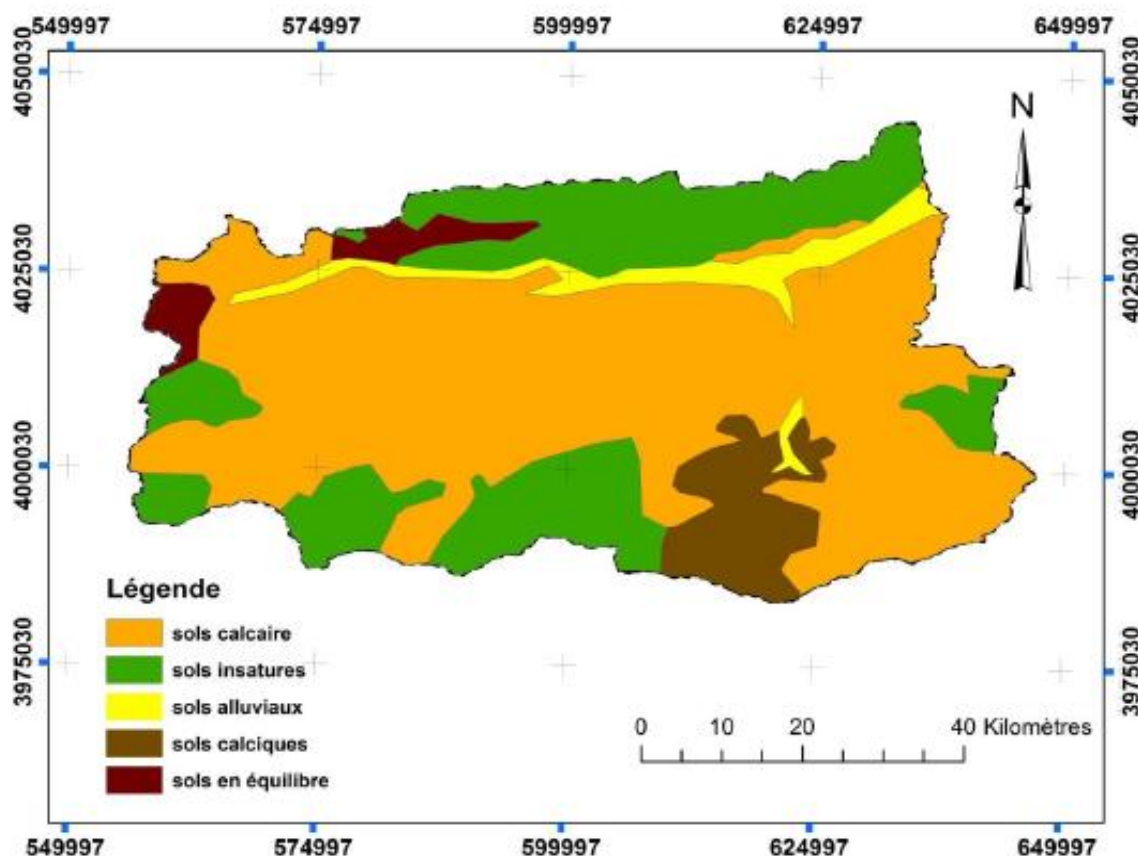 549997 574997 599997 624997 649997
4050030 4050030
N
4025030 4025030
4000030 4000030
Légende
sols calcaire
sols insatures
3975030 3975030
sols alluviaux
0 10 20 40 Kilomètres
sols calciques
sols en équilibre
549997 574997 599997 624997 649997